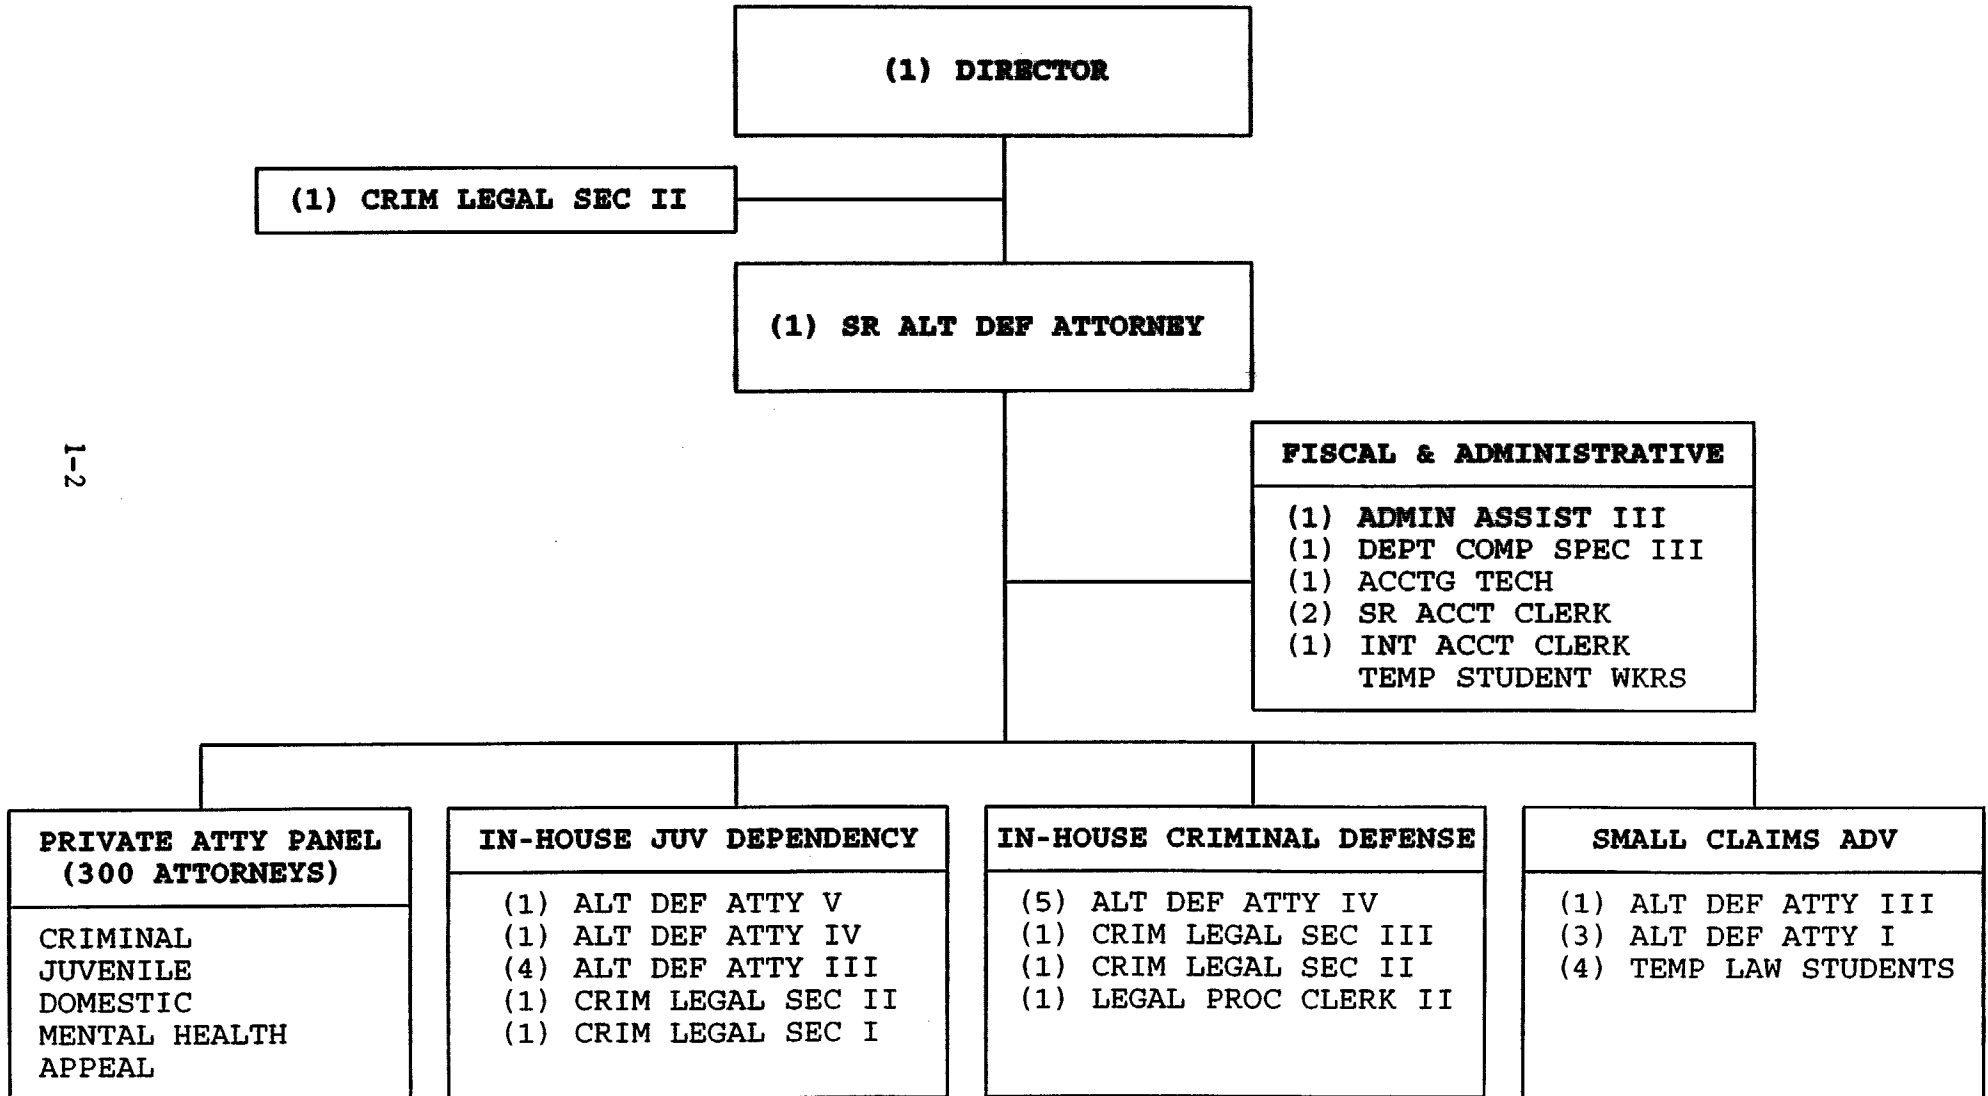 (1) DIRECTOR
(1) CRIM LEGAL SEC II
(1) SR ALT DEF ATTORNEY
1-2
FISCAL & ADMINISTRATIVE
(1) ADMIN ASSIST III
(1) DEPT COMP SPEC III
(1) ACCTG TECH
(2) SR ACCT CLERK
(1) INT ACCT CLERK
TEMP STUDENT WKRS
PRIVATE ATTY PANEL
(300 ATTORNEYS)
CRIMINAL
JUVENILE
DOMESTIC
MENTAL HEALTH
APPEAL
IN-HOUSE JUV DEPENDENCY
(1) ALT DEF ATTY V
(1) ALT DEF ATTY IV
(4) ALT DEF ATTY III
(1) CRIM LEGAL SEC II
(1) CRIM LEGAL SEC I
IN-HOUSE CRIMINAL DEFENSE
(5) ALT DEF ATTY IV
(1) CRIM LEGAL SEC III
(1) CRIM LEGAL SEC II
(1) LEGAL PROC CLERK II
SMALL CLAIMS ADV
(1) ALT DEF ATTY III
(3) ALT DEF ATTY I
(4) TEMP LAW STUDENTS